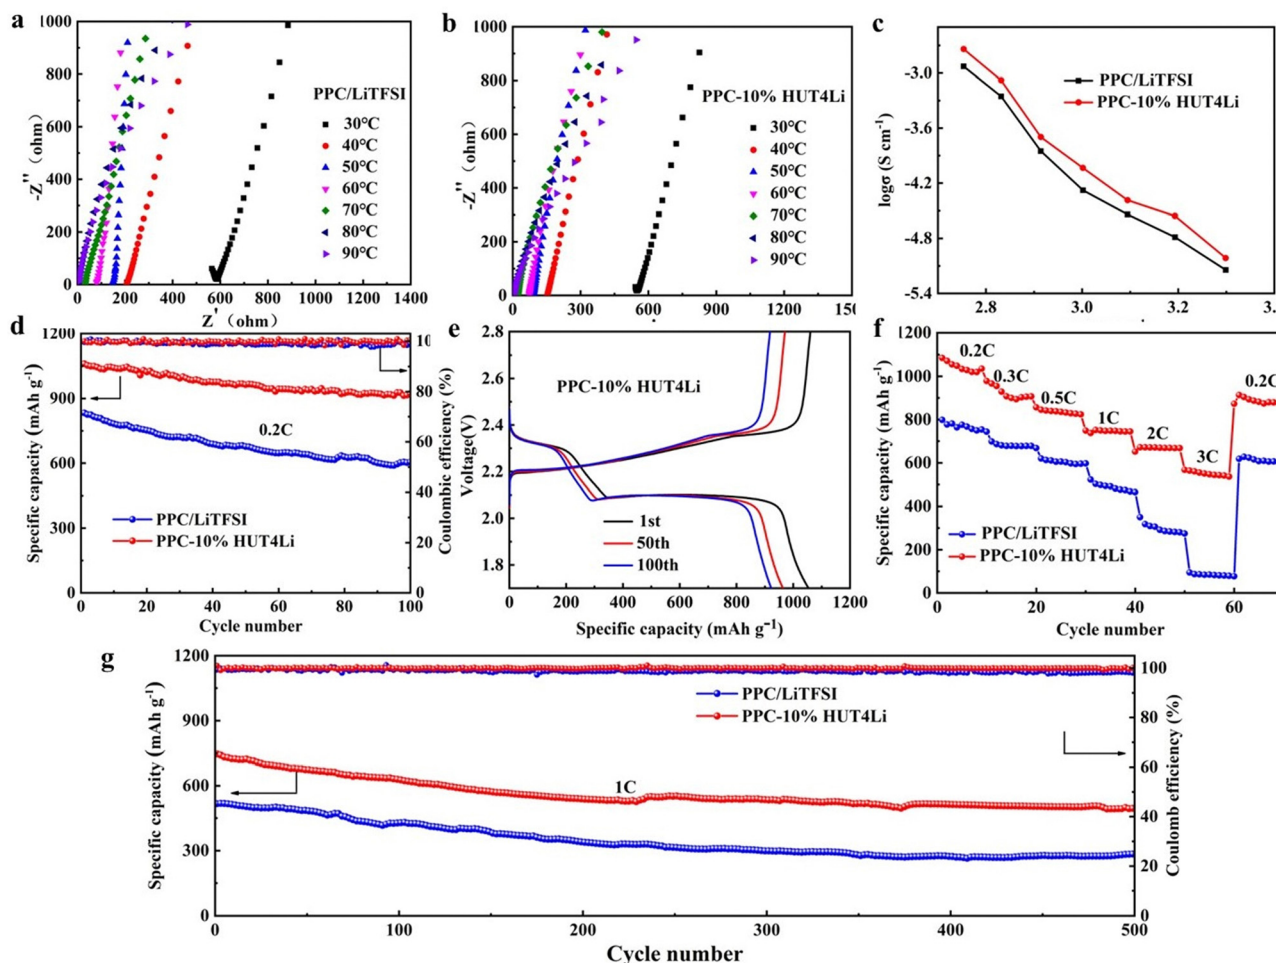 a
1000
800
600
400
200
0
-Z''（ohm）
PPC/LiTFSI
30℃
40℃
50℃
60℃
70℃
80℃
90℃
0 200 400 600 800 1000 1200 1400
Z'（ohm）
b
1000
800
600
400
200
0
-Z''（ohm）
PPC-10% HUT4Li
30℃
40℃
50℃
60℃
70℃
80℃
90℃
0 300 600 900 1200 1500
c
-3.0
-3.6
-4.2
-4.8
-5.4
logσ (S cm⁻¹)
PPC/LiTFSI
PPC-10% HUT4Li
2.8 3.0 3.2 3.
d
1200
900
600
300
0
Specific capacity (mAh g⁻¹)
0.2C
PPC/LiTFSI
PPC-10% HUT4Li
0 20 40 60 80 100
Cycle number
100
80
60
40
20
0
Coulombic efficiency (%)
e
2.8
2.6
2.4
2.2
2.0
1.8
Voltage(V)
PPC-10% HUT4Li
1st
50th
100th
0 200 400 600 800 1000 1200
Specific capacity (mAh g⁻¹)
f
1200
1000
800
600
400
200
0
Specific capacity (mAh g⁻¹)
0.2C
0.3C
0.5C
1C
2C
3C
0.2C
PPC/LiTFSI
PPC-10% HUT4Li
0 20 40 60
Cycle number
g
1200
900
600
300
0
Specific capacity (mAh g⁻¹)
PPC/LiTFSI
PPC-10% HUT4Li
1C
0 100 200 300 400 500
Cycle number
100
80
60
40
20
0
Coulomb efficiency (%)